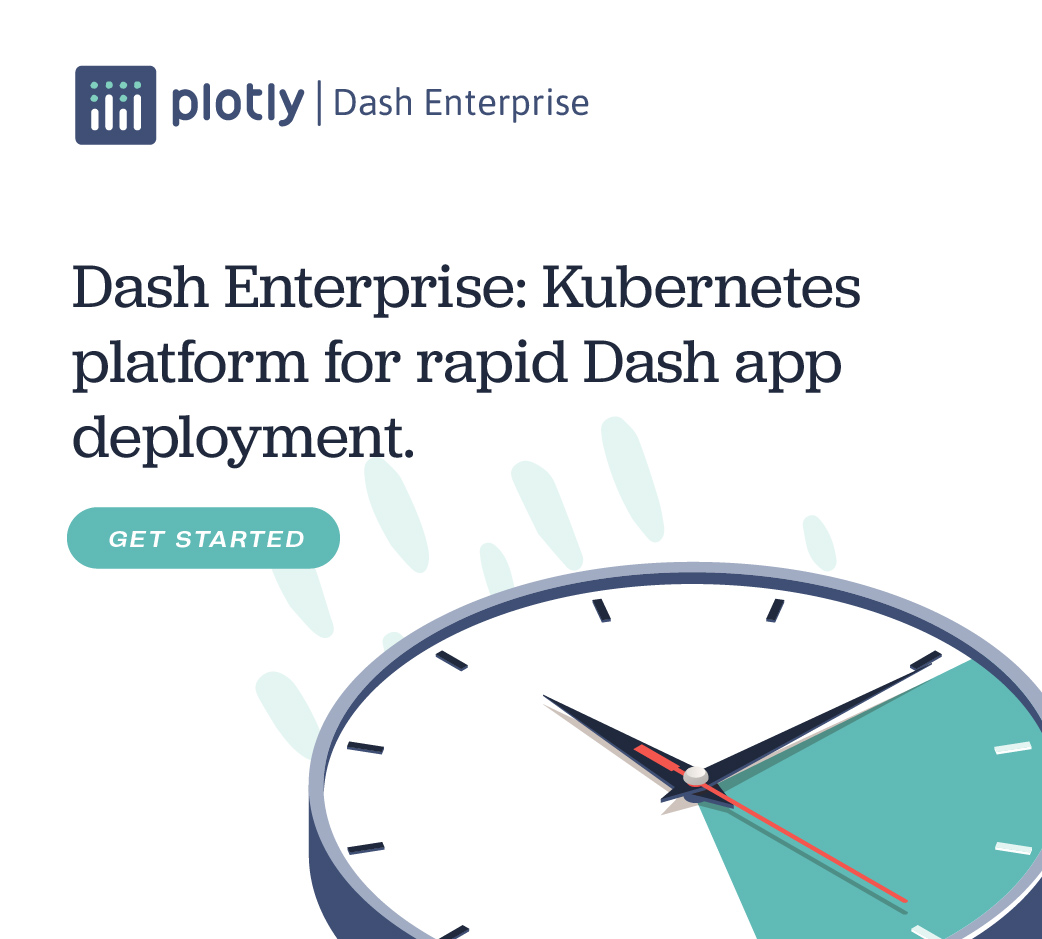 plotly | Dash Enterprise
Dash Enterprise: Kubernetes
platform for rapid Dash app
deployment.
GET STARTED